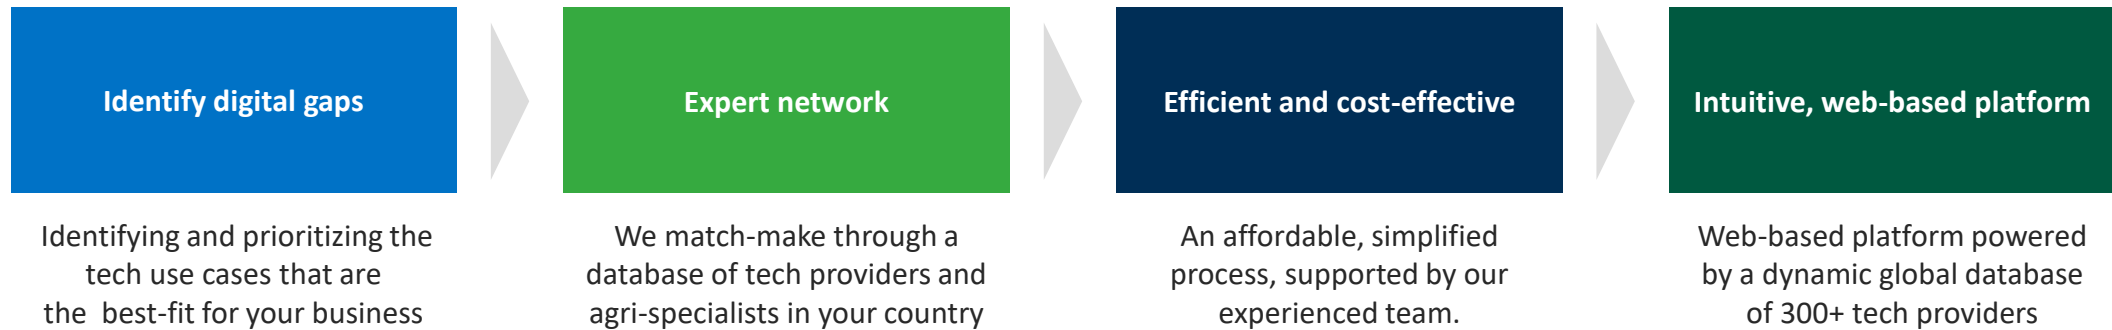 Identify digital gaps
Identifying and prioritizing the
tech use cases that are
the  best-fit for your business
Expert network
We match-make through a
database of tech providers and
agri-specialists in your country
Efficient and cost-effective
An affordable, simplified
process, supported by our
experienced team.
Intuitive, web-based platform
Web-based platform powered
by a dynamic global database
of 300+ tech providers